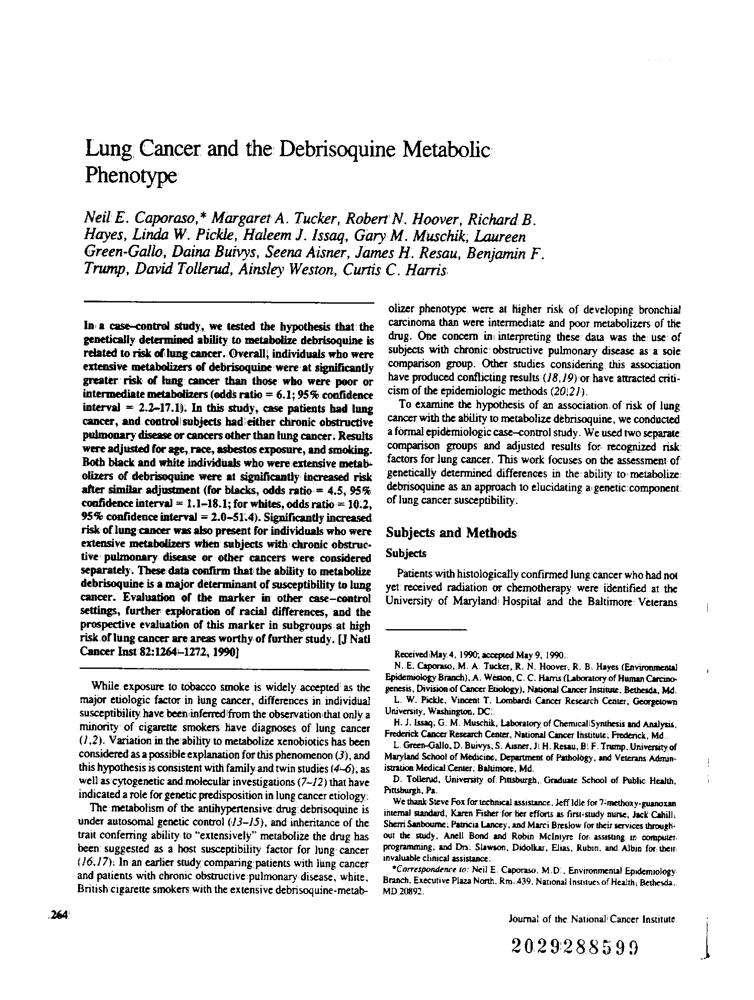 Lung Cancer and the Debrisoquine Metabolic
Phenotype
Neil E. Caporaso,* Margaret A. Tucker, Robert N. Hoover, Richard B.
Hayes, Linda W. Pickle, Haleem J. Issaq, Gary M. Muschik, Laureen
Green-Gallo, Daina Buivys, Seena Aisner, James H. Resau, Benjamin F.
Trump, David Tollerud, Ainsley Weston, Curtis C. Harris
In a case–control study, we tested the hypothesis that the
genetically determined ability to metabolize debrisoquine is
related to risk of lung cancer. Overall, individuals who were
extensive metabolizers of debrisoquine were at significantly
greater risk of lung cancer than those who were poor or
intermediate metabolizers (odds ratio = 6.1; 95% confidence
interval = 2.2–17.1). In this study, case patients had lung
cancer, and control subjects had either chronic obstructive
pulmonary disease or cancers other than lung cancer. Results
were adjusted for age, race, asbestos exposure, and smoking.
Both black and white individuals who were extensive metab-
olizers of debrisoquine were at significantly increased risk
after similar adjustment (for blacks, odds ratio = 4.5, 95%
confidence interval = 1.1–18.1; for whites, odds ratio = 10.2,
95% confidence interval = 2.0–51.4). Significantly increased
risk of lung cancer was also present for individuals who were
extensive metabolizers when subjects with chronic obstruc-
tive pulmonary disease or other cancers were considered
separately. These data confirm that the ability to metabolize
debrisoquine is a major determinant of susceptibility to lung
cancer. Evaluation of the marker in other case–control
settings, further exploration of racial differences, and the
prospective evaluation of this marker in subgroups at high
risk of lung cancer are areas worthy of further study. [J Natl
Cancer Inst 82:1264–1272, 1990]
While exposure to tobacco smoke is widely accepted as the
major etiologic factor in lung cancer, differences in individual
susceptibility have been inferred from the observation that only a
minority of cigarette smokers have diagnoses of lung cancer
(1,2). Variation in the ability to metabolize xenobiotics has been
considered as a possible explanation for this phenomenon (3), and
this hypothesis is consistent with family and twin studies (4–6), as
well as cytogenetic and molecular investigations (7–12) that have
indicated a role for genetic predisposition in lung cancer etiology.
The metabolism of the antihypertensive drug debrisoquine is
under autosomal genetic control (13–15), and inheritance of the
trait conferring ability to "extensively" metabolize the drug has
been suggested as a host susceptibility factor for lung cancer
(16,17). In an earlier study comparing patients with lung cancer
and patients with chronic obstructive pulmonary disease, white,
British cigarette smokers with the extensive debrisoquine-metab-
olizer phenotype were at higher risk of developing bronchial
carcinoma than were intermediate and poor metabolizers of the
drug. One concern in interpreting these data was the use of
subjects with chronic obstructive pulmonary disease as a sole
comparison group. Other studies considering this association
have produced conflicting results (18,19) or have attracted criti-
cism of the epidemiologic methods (20,21).
To examine the hypothesis of an association of risk of lung
cancer with the ability to metabolize debrisoquine, we conducted
a formal epidemiologic case–control study. We used two separate
comparison groups and adjusted results for recognized risk
factors for lung cancer. This work focuses on the assessment of
genetically determined differences in the ability to metabolize
debrisoquine as an approach to elucidating a genetic component
of lung cancer susceptibility.
Subjects and Methods
Subjects
Patients with histologically confirmed lung cancer who had not
yet received radiation or chemotherapy were identified at the
University of Maryland Hospital and the Baltimore Veterans
Received May 4, 1990; accepted May 9, 1990.
N. E. Caporaso, M. A. Tucker, R. N. Hoover, R. B. Hayes (Environmental
Epidemiology Branch), A. Weston, C. C. Harris (Laboratory of Human Carcino-
genesis, Division of Cancer Etiology), National Cancer Institute, Bethesda, Md.
L. W. Pickle, Vincent T. Lombardi Cancer Research Center, Georgetown
University, Washington, DC.
H. J. Issaq, G. M. Muschik, Laboratory of Chemical Synthesis and Analysis,
Frederick Cancer Research Center, National Cancer Institute, Frederick, Md.
L. Green-Gallo, D. Buivys, S. Aisner, J. H. Resau, B. F. Trump, University of
Maryland School of Medicine, Department of Pathology, and Veterans Admin-
istration Medical Center, Baltimore, Md.
D. Tollerud, University of Pittsburgh, Graduate School of Public Health,
Pittsburgh, Pa.
We thank Steve Fox for technical assistance, Jeff Idle for 7-methoxy-guanoxan
internal standard, Karen Fisher for her efforts as first-study nurse, Jack Cahill,
Sherri Sanbourne, Patricia Lancey, and Marci Breslow for their services through-
out the study, Anell Bond and Robin McIntyre for assisting in computer
programming, and Drs. Slawson, Didolkar, Elias, Rubin, and Albin for their
invaluable clinical assistance.
*Correspondence to: Neil E. Caporaso, M.D., Environmental Epidemiology
Branch, Executive Plaza North, Rm. 439, National Institues of Health, Bethesda,
MD 20892.
264
Journal of the National Cancer Institute
2029288599